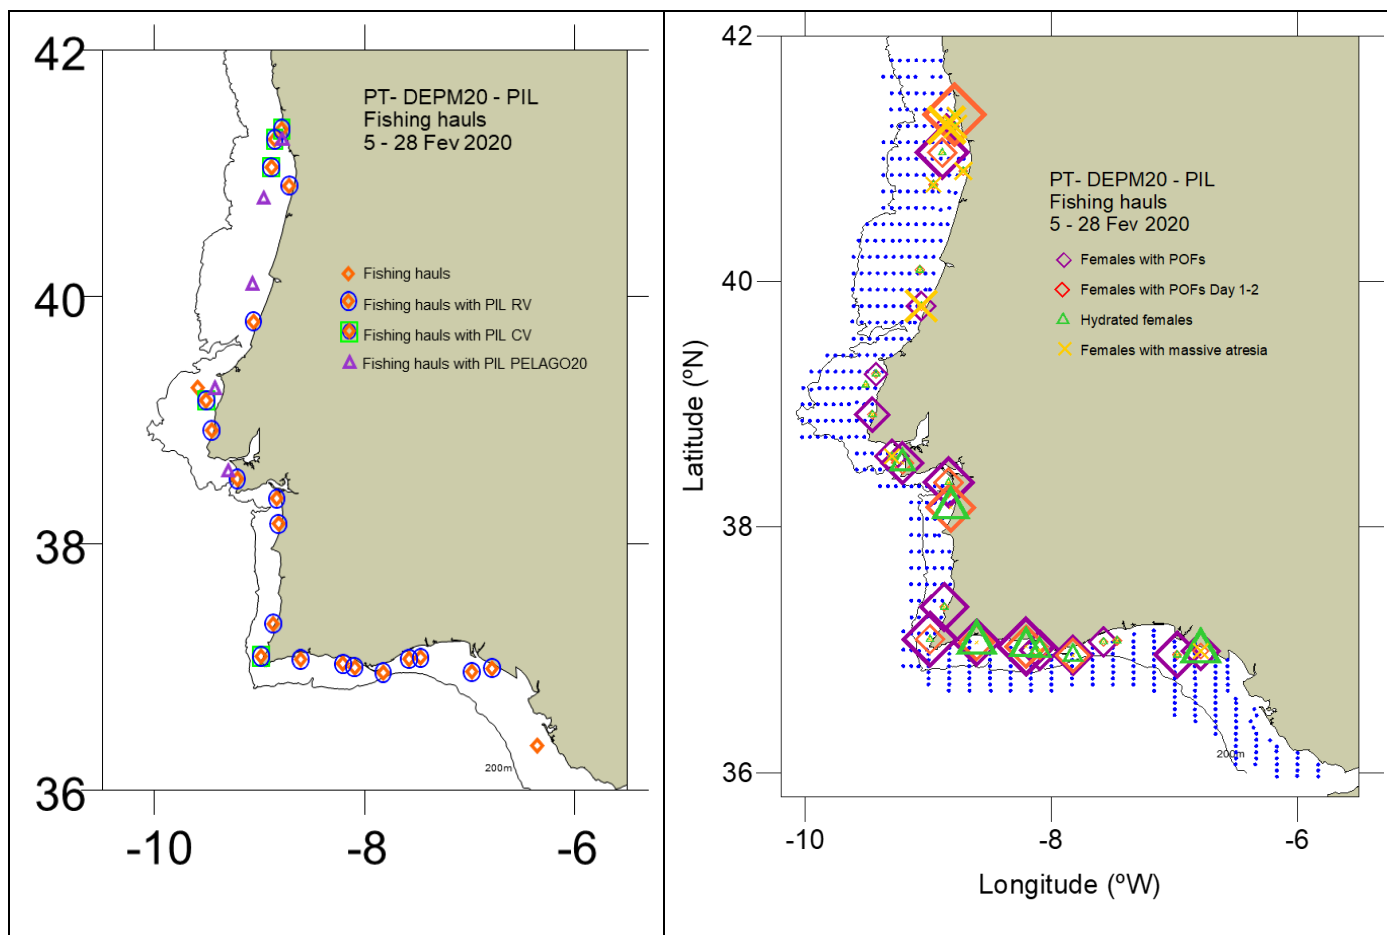 42
40
38
36
-10
-8
-6
PT- DEPM20 - PIL
Fishing hauls
5 - 28 Fev 2020
Fishing hauls
Fishing hauls with PIL RV
Fishing hauls with PIL CV
Fishing hauls with PIL PELAGO20
200m
42
40
38
36
-10
-8
-6
Latitude (ºN)
Longitude (ºW)
PT- DEPM20 - PIL
Fishing hauls
5 - 28 Fev 2020
Females with POFs
Females with POFs Day 1-2
Hydrated females
Females with massive atresia
200m